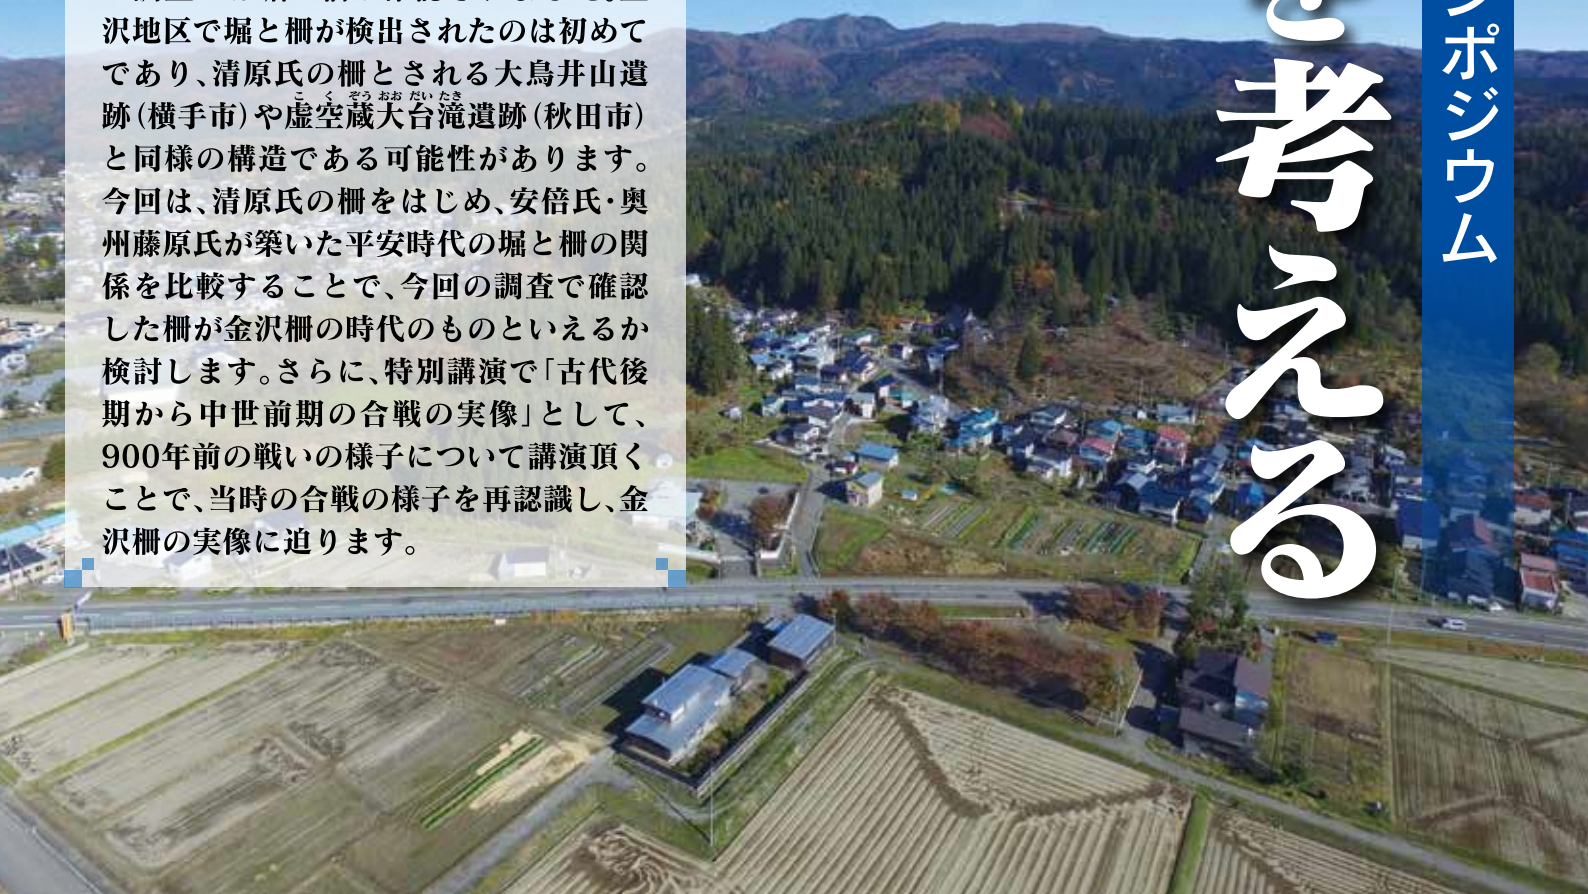 を考える
ンポジウム
沢地区で堀と柵が検出されたのは初めて
であり、清原氏の柵とされる大鳥井山遺
跡(横手市)や虚空蔵大台滝遺跡(秋田市)
こくぞうおおだいたき
と同様の構造である可能性があります。
今回は、清原氏の柵をはじめ、安倍氏・奥
州藤原氏が築いた平安時代の堀と柵の関
係を比較することで、今回の調査で確認
した柵が金沢柵の時代のものといえるか
検討します。さらに、特別講演で「古代後
期から中世前期の合戦の実像」として、
900年前の戦いの様子について講演頂く
ことで、当時の合戦の様子を再認識し、金
沢柵の実像に迫ります。